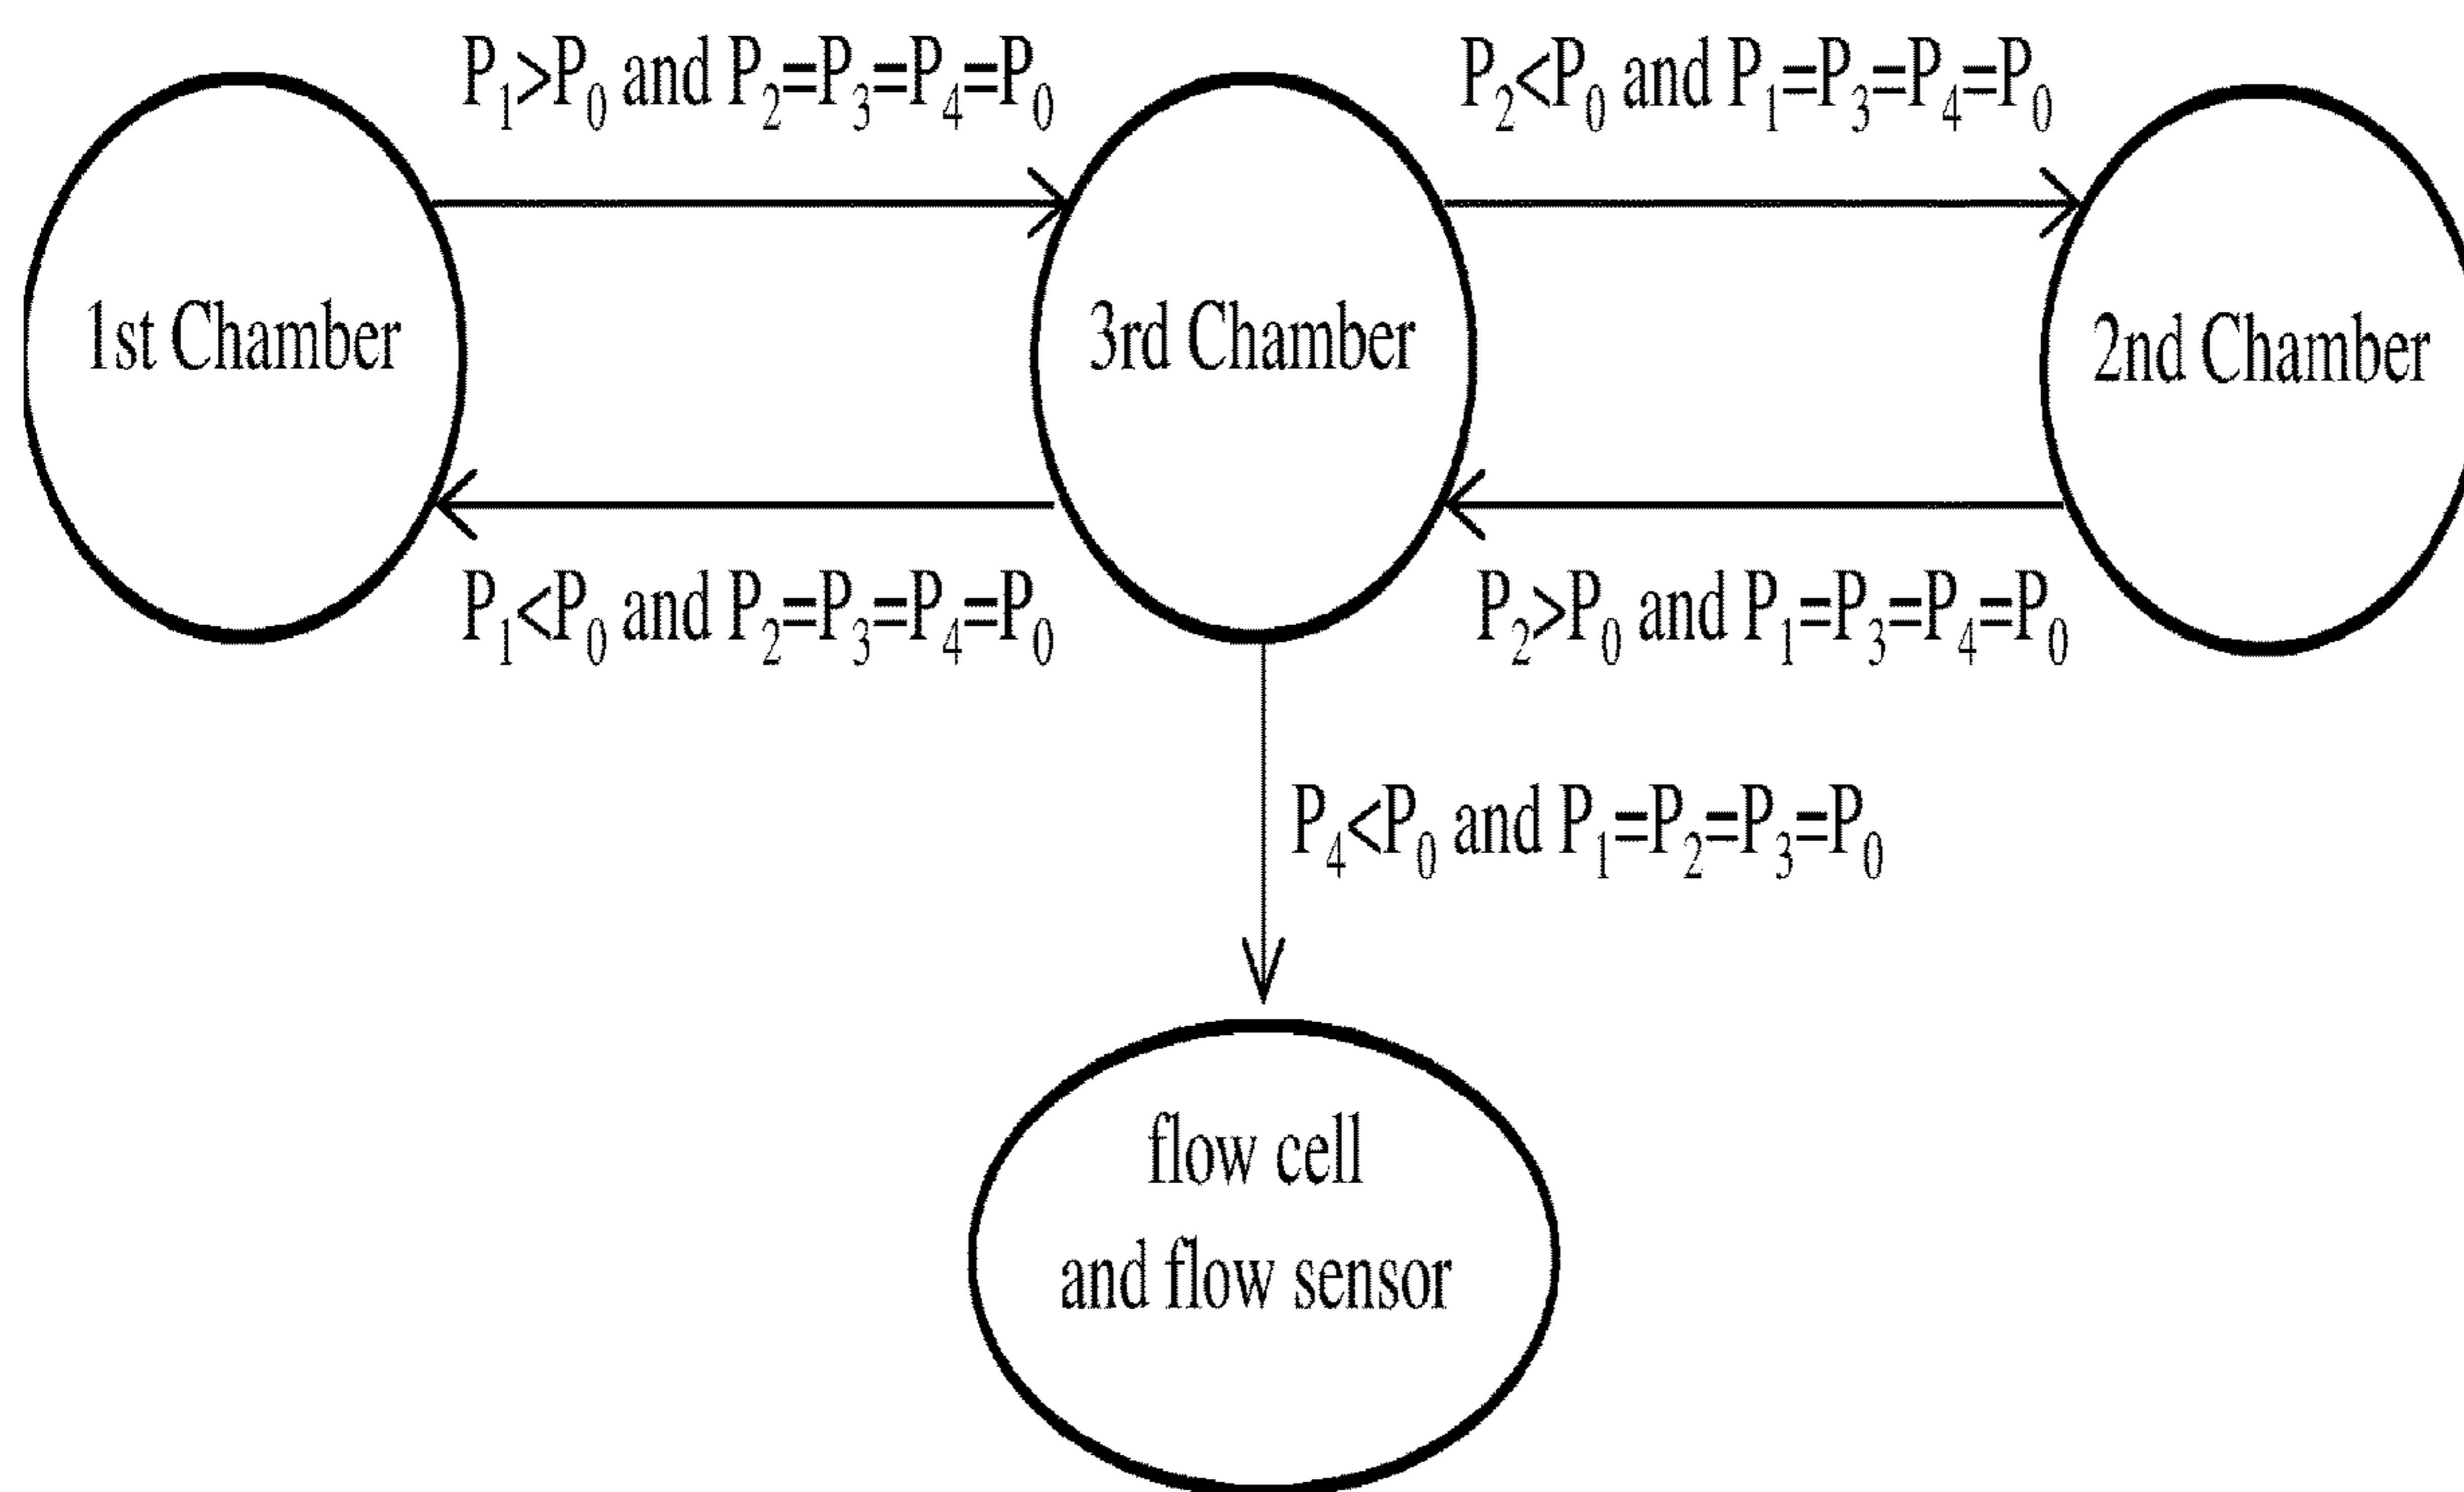 P₁>P₀ and P₂=P₃=P₄=P₀
P₂<P₀ and P₁=P₃=P₄=P₀
1st Chamber
3rd Chamber
2nd Chamber
P₁<P₀ and P₂=P₃=P₄=P₀
P₂>P₀ and P₁=P₃=P₄=P₀
P₄<P₀ and P₁=P₂=P₃=P₀
flow cell
and flow sensor